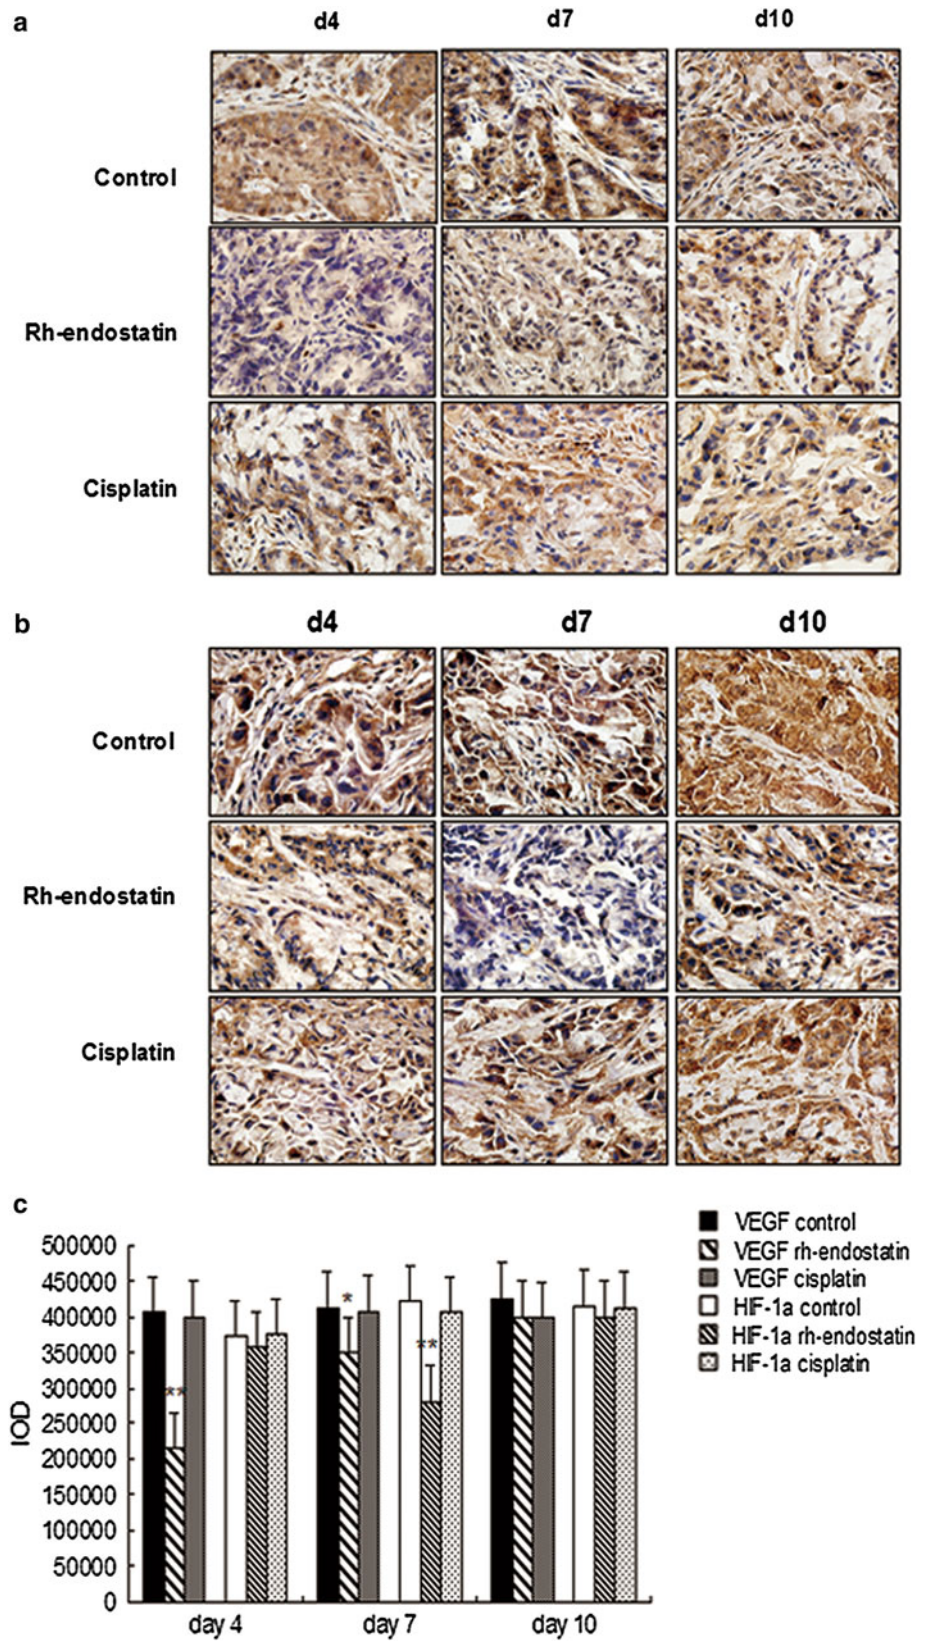 a
d4 d7 d10
Control
Rh-endostatin
Cisplatin
b
d4 d7 d10
Control
Rh-endostatin
Cisplatin
c
500000
450000
400000
350000
300000
250000
200000
150000
100000
50000
0
IOD
**
*
**
day 4 day 7 day 10
VEGF control
VEGF rh-endostatin
VEGF cisplatin
HIF-1a control
HIF-1a rh-endostatin
HIF-1a cisplatin